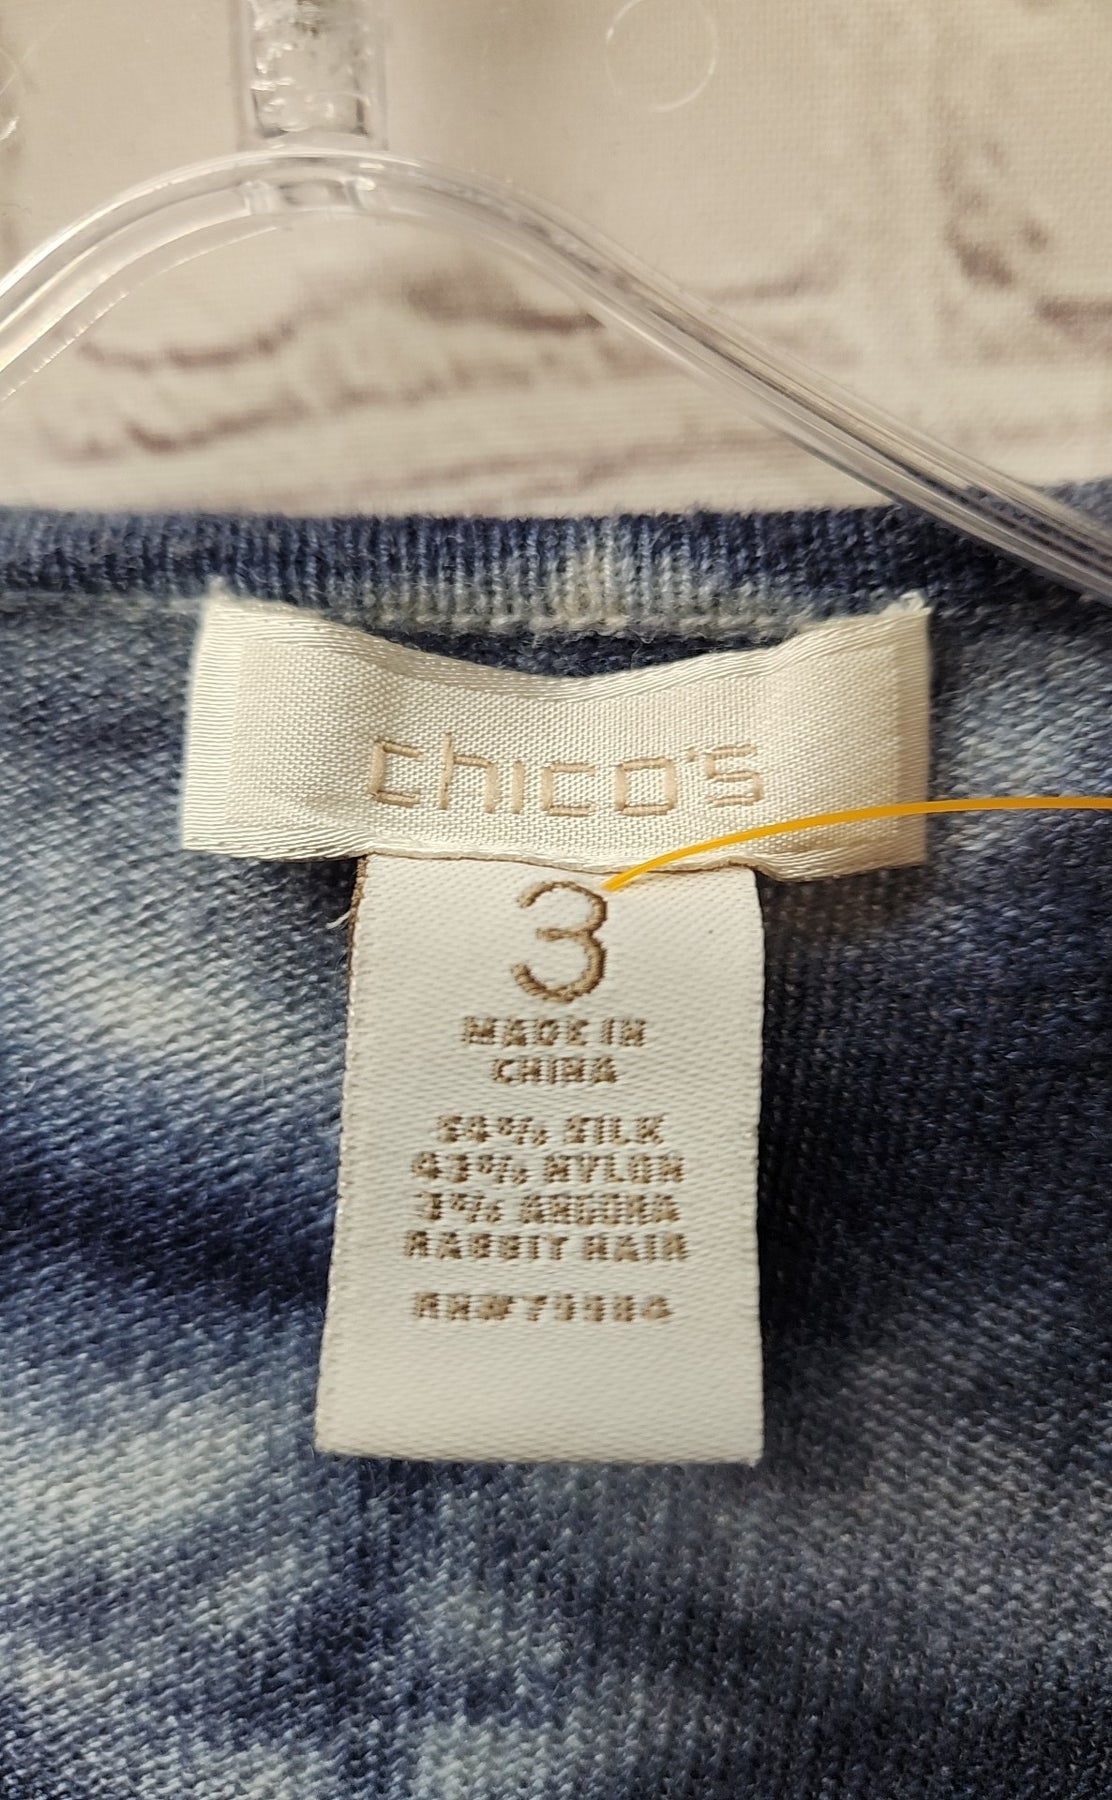 chico's
3
MADE IN
CHINA
54% SILK
43% NYLON
3% ANGORA
RABBIT HAIR